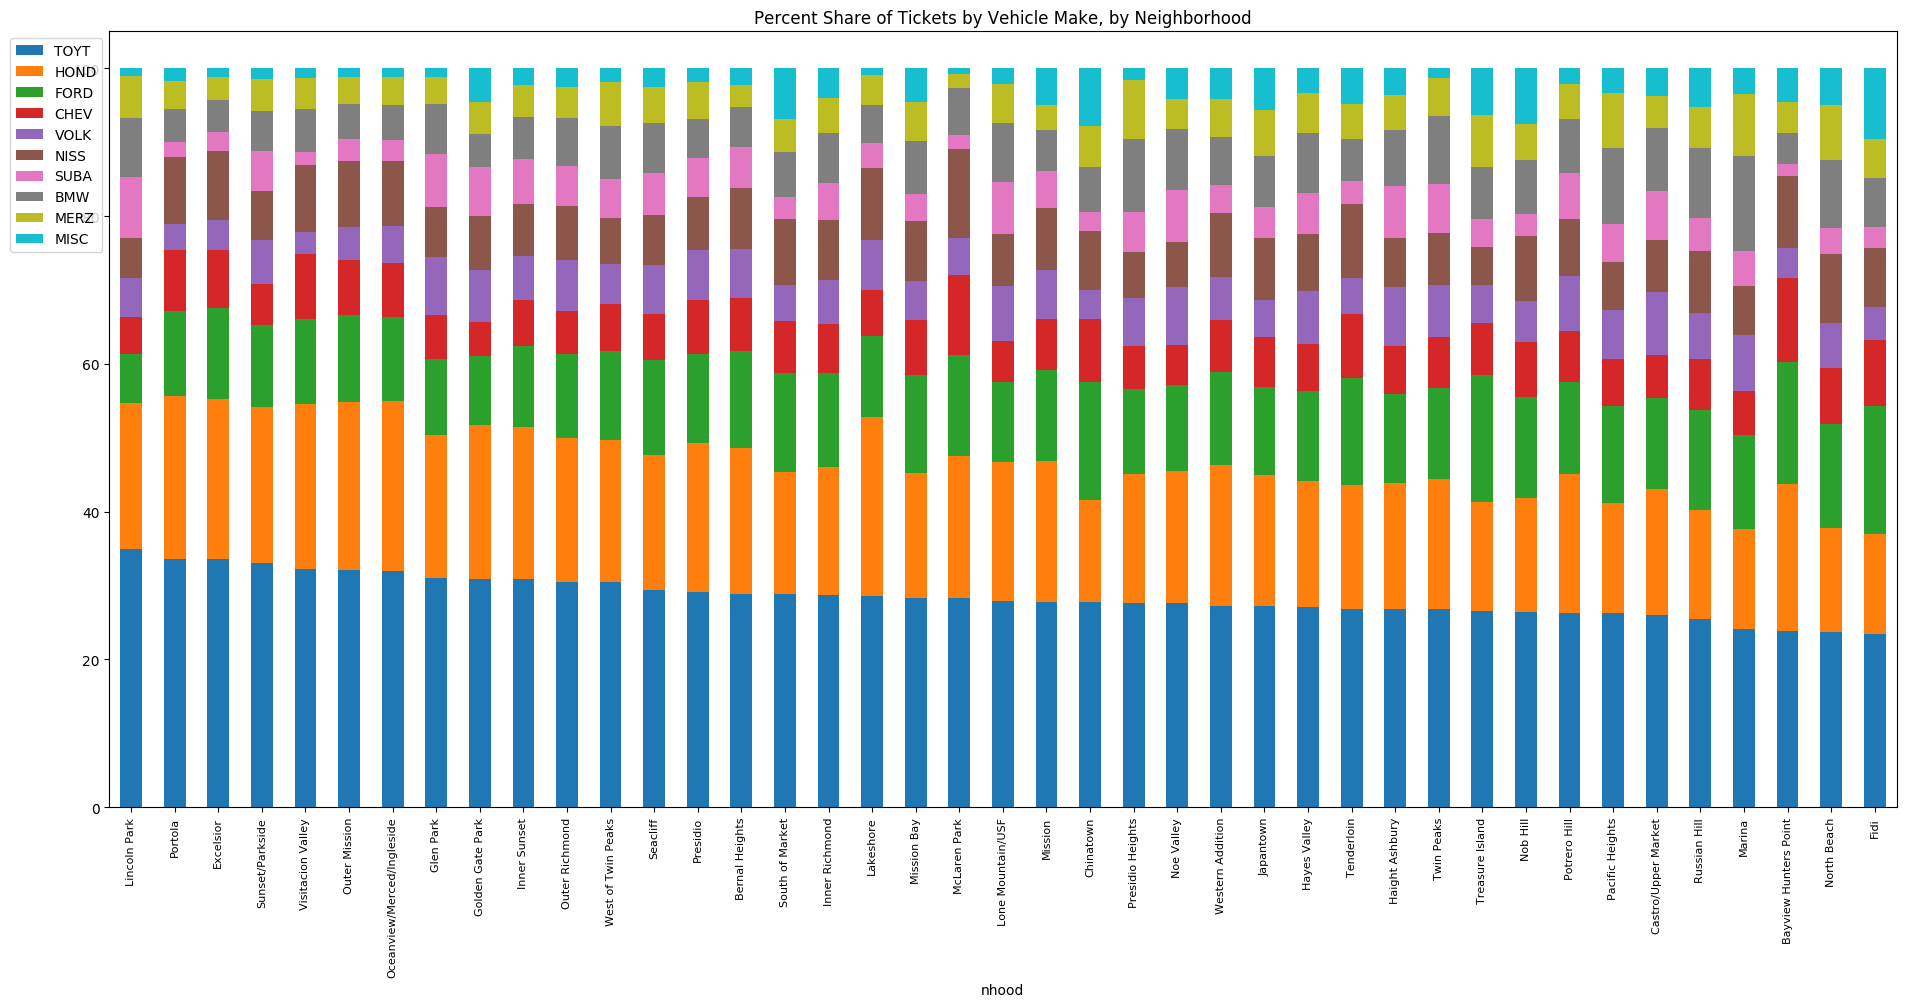 Percent Share of Tickets by Vehicle Make, by Neighborhood
TOYT
HOND
FORD
CHEV
VOLK
NISS
SUBA
BMW
MERZ
MISC
100
80
60
40
20
0
Lincoln Park
Portola
Excelsior
Sunset/Parkside
Visitacion Valley
Outer Mission
Oceanview/Merced/Ingleside
Glen Park
Golden Gate Park
Inner Sunset
Outer Richmond
West of Twin Peaks
Seacliff
Presidio
Bernal Heights
South of Market
Inner Richmond
Lakeshore
Mission Bay
McLaren Park
Lone Mountain/USF
Mission
Chinatown
Presidio Heights
Noe Valley
Western Addition
Japantown
Hayes Valley
Tenderloin
Haight Ashbury
Twin Peaks
Treasure Island
Nob Hill
Potrero Hill
Pacific Heights
Castro/Upper Market
Russian Hill
Marina
Bayview Hunters Point
North Beach
Fidi
nhood